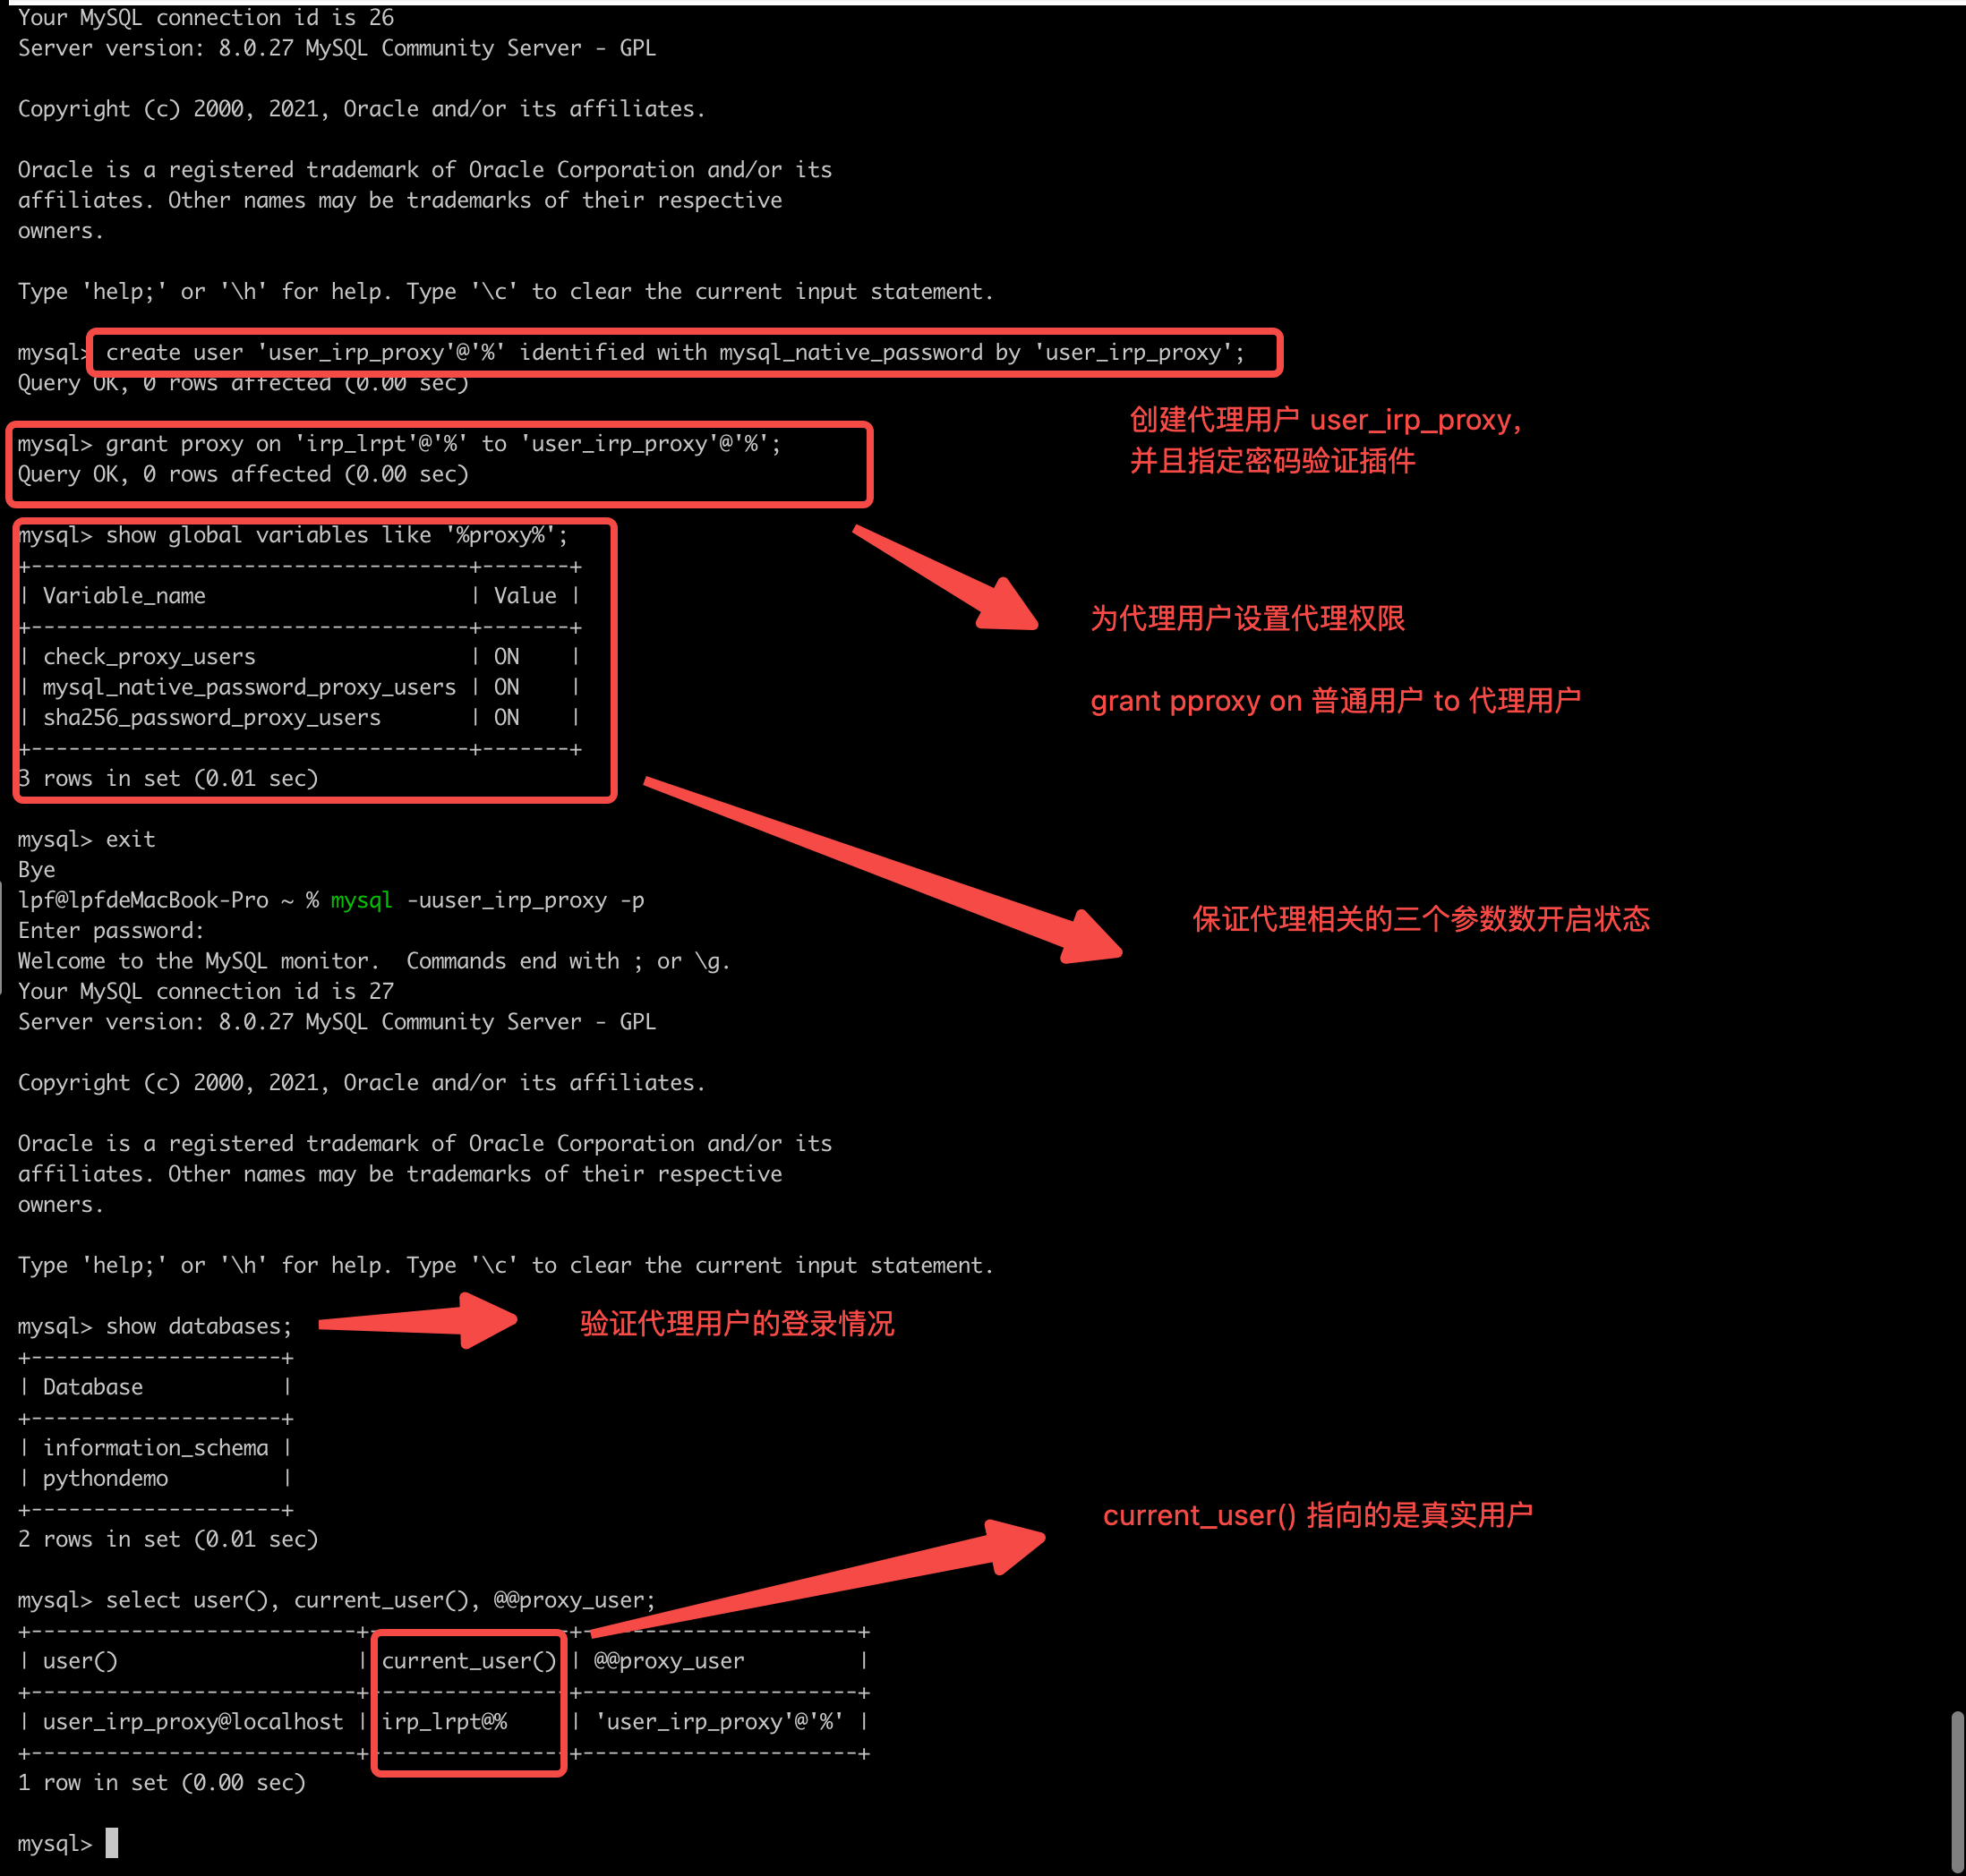 Your MySQL connection id is 26
Server version: 8.0.27 MySQL Community Server - GPL
Copyright (c) 2000, 2021, Oracle and/or its affiliates.
Oracle is a registered trademark of Oracle Corporation and/or its
affiliates. Other names may be trademarks of their respective
owners.
Type 'help;' or '\h' for help. Type '\c' to clear the current input statement.
mysql> create user 'user_irp_proxy'@'%' identified with mysql_native_password by 'user_irp_proxy';
Query OK, 0 rows affected (0.00 sec)
创建代理用户 user_irp_proxy,
并且指定密码验证插件
mysql> grant proxy on 'irp_lrpt'@'%' to 'user_irp_proxy'@'%';
Query OK, 0 rows affected (0.00 sec)
为代理用户设置代理权限
grant pproxy on 普通用户 to 代理用户
mysql> show global variables like '%proxy%';
+-----------------------------------+-------+
| Variable_name                     | Value |
+-----------------------------------+-------+
| check_proxy_users                 | ON    |
| mysql_native_password_proxy_users | ON    |
| sha256_password_proxy_users       | ON    |
+-----------------------------------+-------+
3 rows in set (0.01 sec)
保证代理相关的三个参数数开启状态
mysql> exit
Bye
lpf@lpfdeMacBook-Pro ~ % mysql -uuser_irp_proxy -p
Enter password:
Welcome to the MySQL monitor.  Commands end with ; or \g.
Your MySQL connection id is 27
Server version: 8.0.27 MySQL Community Server - GPL
Copyright (c) 2000, 2021, Oracle and/or its affiliates.
Oracle is a registered trademark of Oracle Corporation and/or its
affiliates. Other names may be trademarks of their respective
owners.
Type 'help;' or '\h' for help. Type '\c' to clear the current input statement.
mysql> show databases;
验证代理用户的登录情况
+--------------------+
| Database           |
+--------------------+
| information_schema |
| pythondemo         |
+--------------------+
2 rows in set (0.01 sec)
current_user() 指向的是真实用户
mysql> select user(), current_user(), @@proxy_user;
+--------------------------+----------------+----------------------+
| user()                   | current_user() | @@proxy_user         |
+--------------------------+----------------+----------------------+
| user_irp_proxy@localhost | irp_lrpt@%     | 'user_irp_proxy'@'%' |
+--------------------------+----------------+----------------------+
1 row in set (0.00 sec)
mysql>